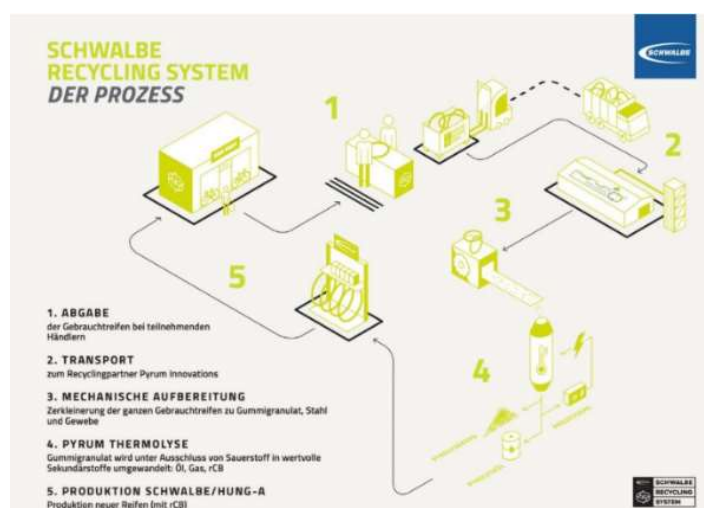 SCHWALBE
RECYCLING SYSTEM
DER PROZESS
SCHWALBE
1
2
3
4
5
1. ABGABE
der Gebrauchtreifen bei teilnehmenden
Händlern
2. TRANSPORT
zum Recyclingpartner Pyrum Innovations
3. MECHANISCHE AUFBEREITUNG
Zerkleinerung der ganzen Gebrauchtreifen zu Gummigranulat, Stahl
und Gewebe
4. PYRUM THERMOLYSE
Gummigranulat wird unter Ausschluss von Sauerstoff in wertvolle
Sekundärstoffe umgewandelt: Öl, Gas, rCB
5. PRODUKTION SCHWALBE/HUNG-A
Produktion neuer Reifen (mit rCB)
SCHWALBE
RECYCLING
SYSTEM